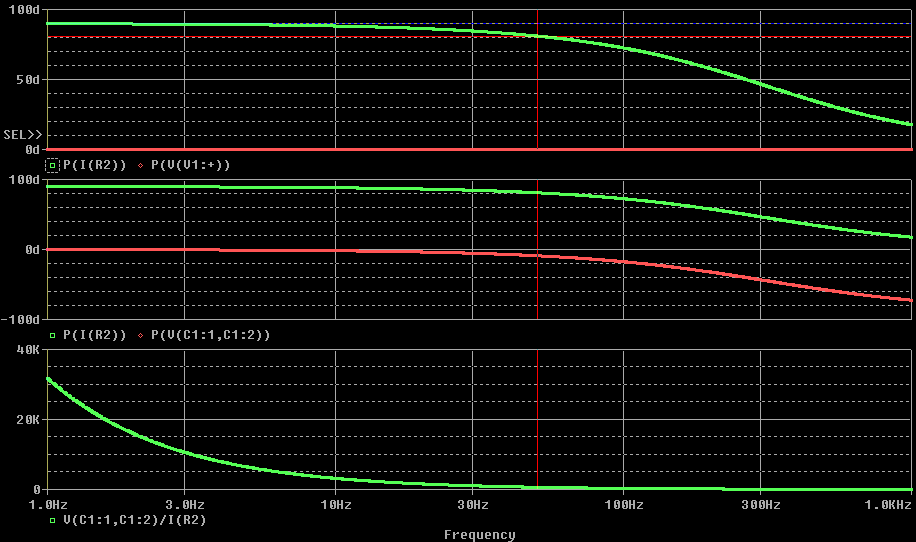 100d
50d
SEL>>
0d
P(I(R2)) P(V(V1:+))
100d
0d
-100d
P(I(R2)) P(V(C1:1,C1:2))
40K
20K
0
1.0Hz 3.0Hz 10Hz 30Hz 100Hz 300Hz 1.0KHz
V(C1:1,C1:2)/I(R2)
Frequency